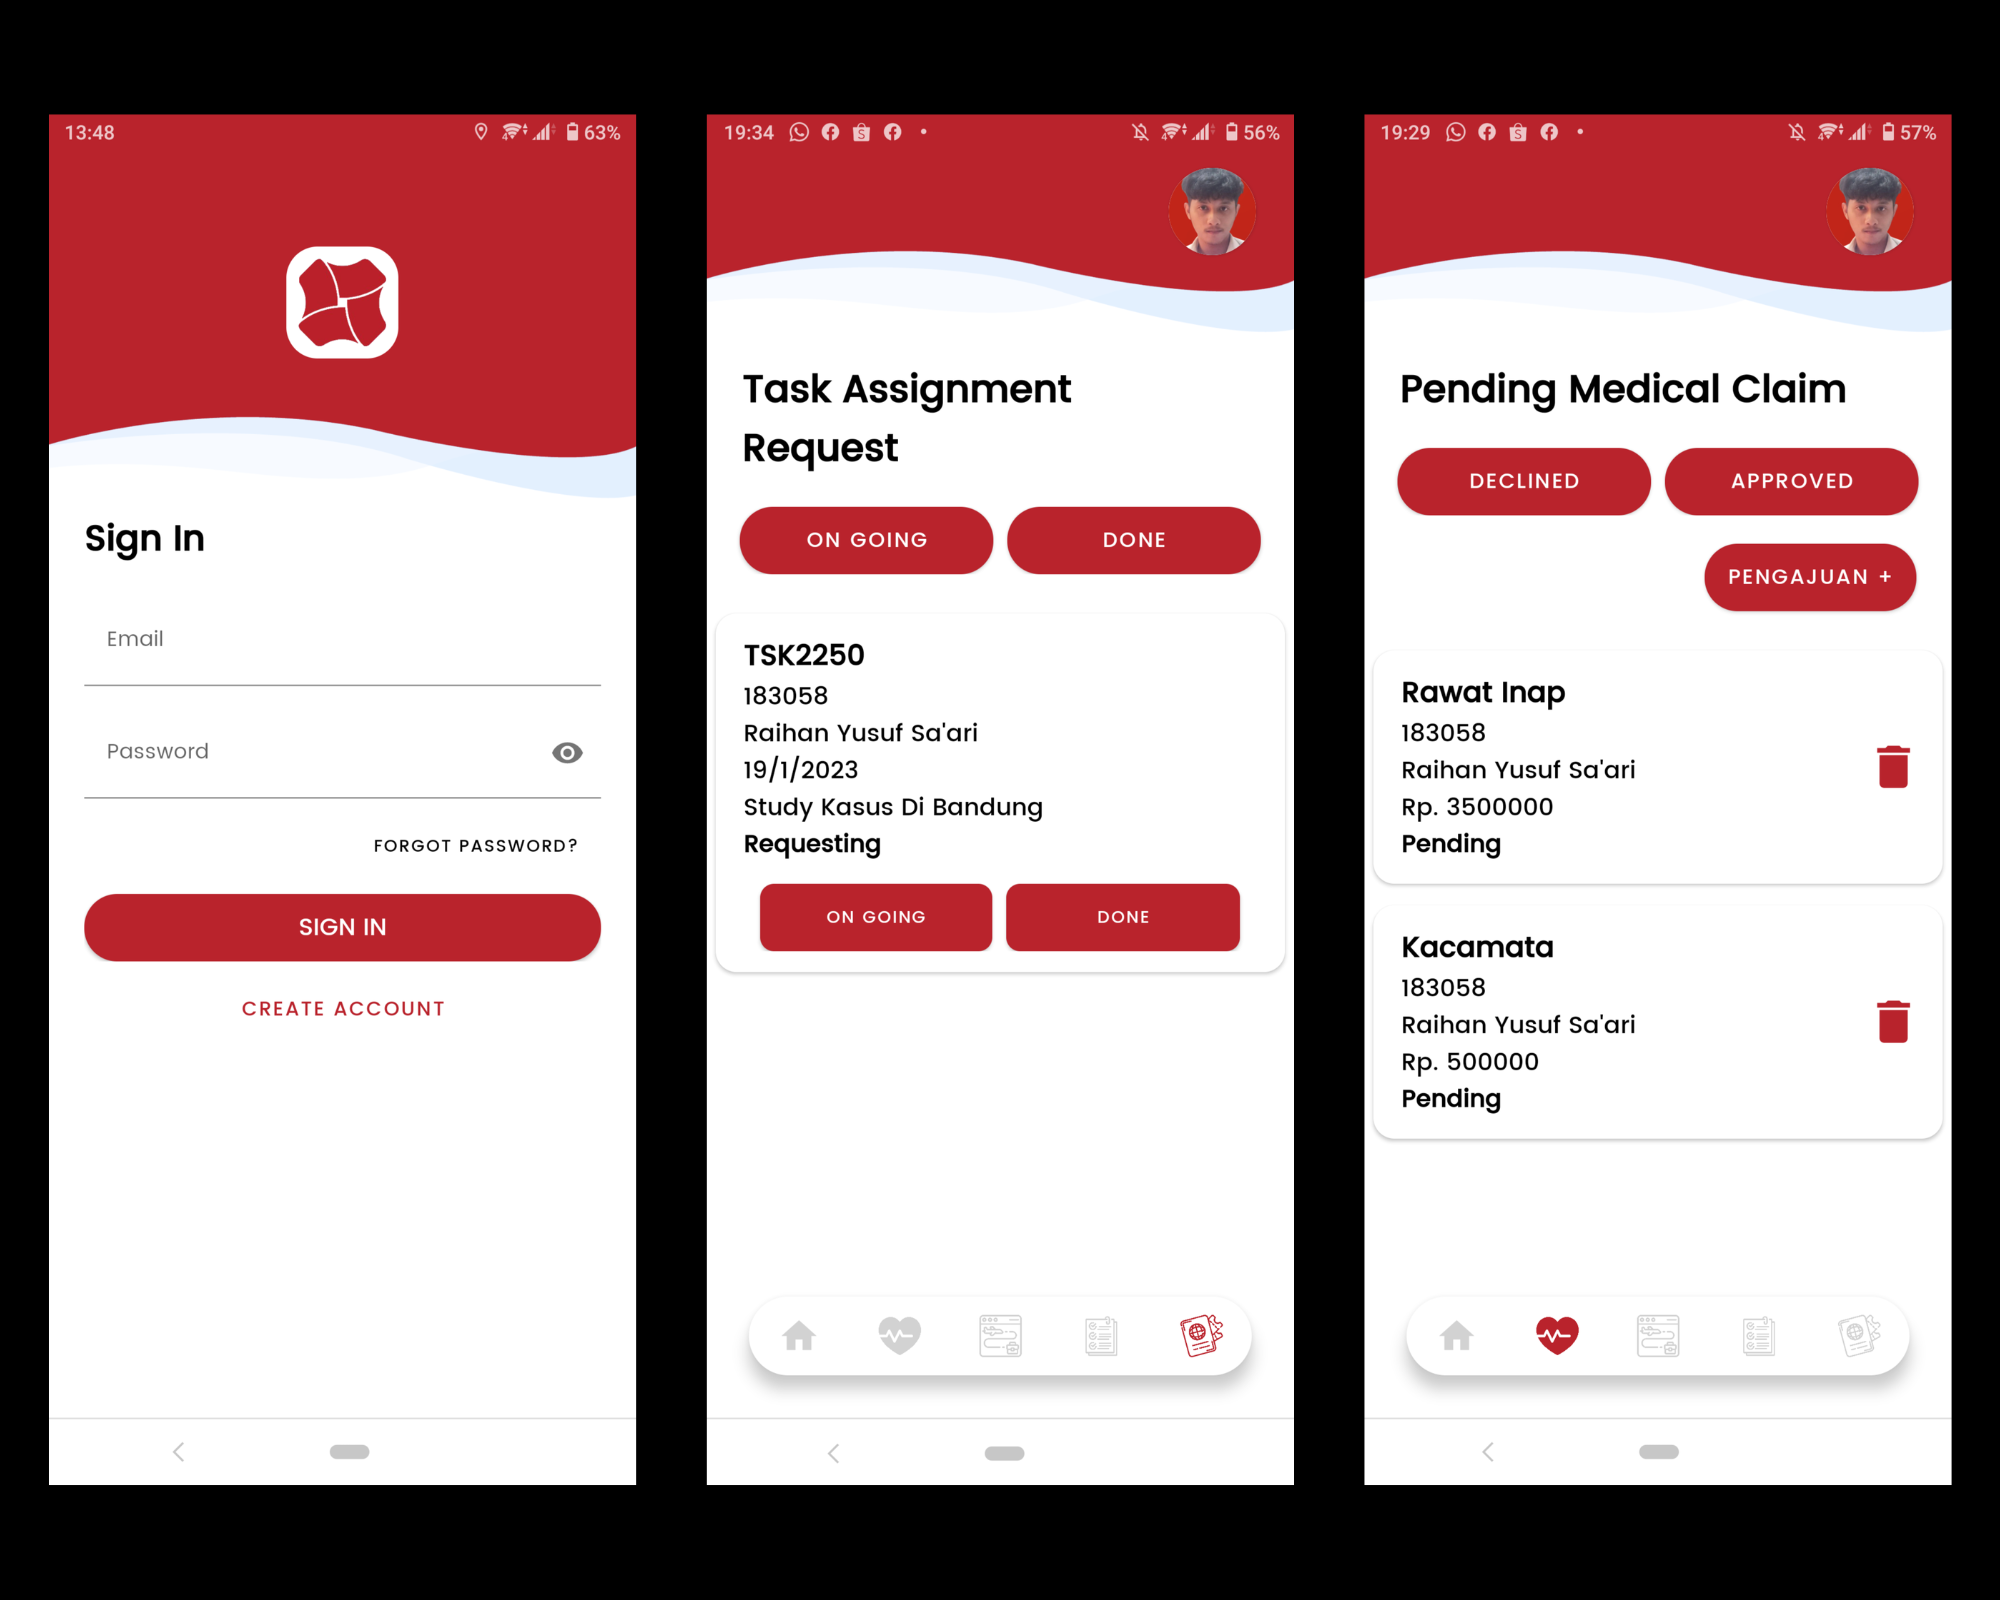 13:48
63%
Sign In
Email
Password
FORGOT PASSWORD?
SIGN IN
CREATE ACCOUNT
19:34
56%
Task Assignment
Request
ON GOING
DONE
TSK2250
183058
Raihan Yusuf Sa'ari
19/1/2023
Study Kasus Di Bandung
Requesting
ON GOING
DONE
19:29
57%
Pending Medical Claim
DECLINED
APPROVED
PENGAJUAN +
Rawat Inap
183058
Raihan Yusuf Sa'ari
Rp. 3500000
Pending
Kacamata
183058
Raihan Yusuf Sa'ari
Rp. 500000
Pending